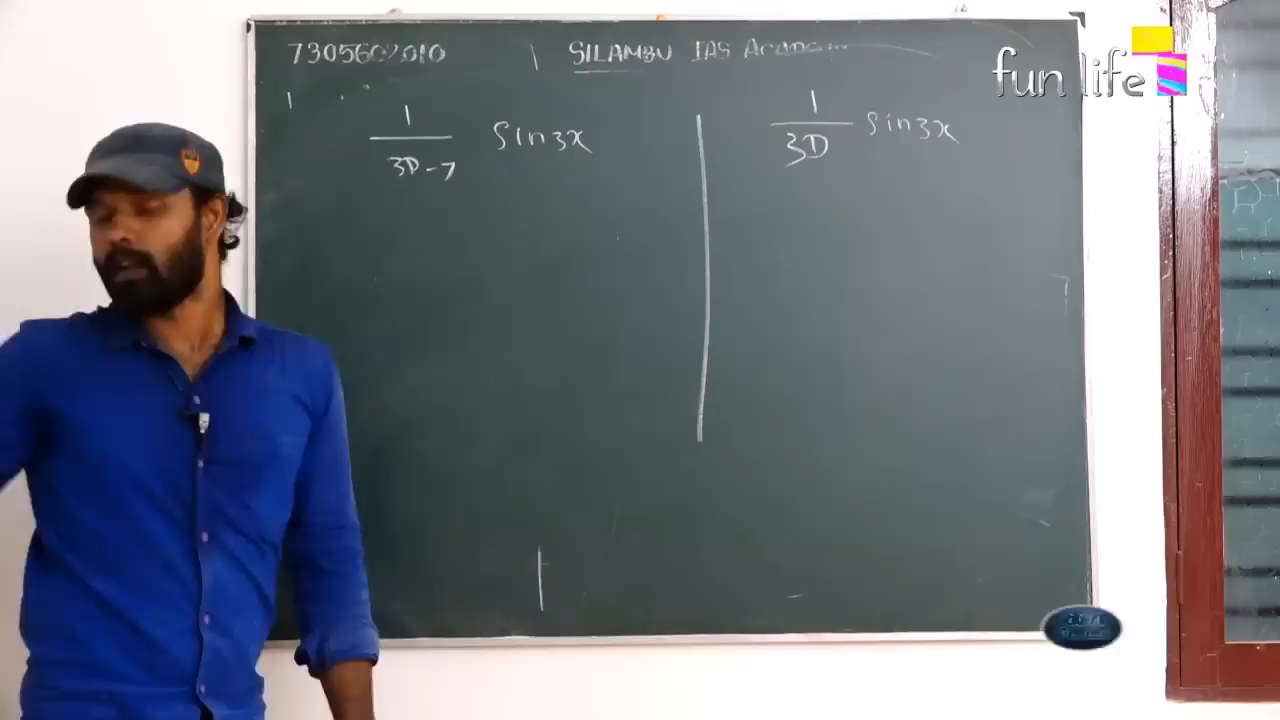 7305602010 | SILAMBU IAS
fun life
1 sin3x
3D-7
1 sin3x
3D